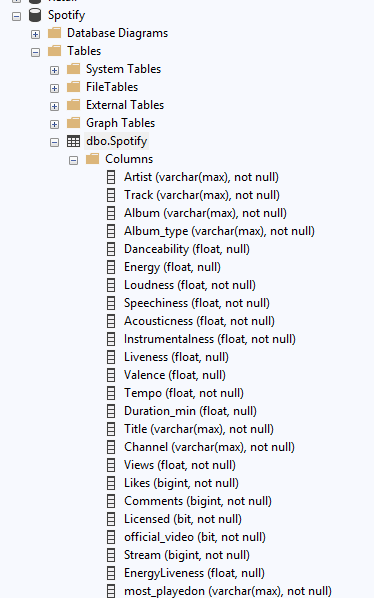 Spotify
Database Diagrams
Tables
System Tables
FileTables
External Tables
Graph Tables
dbo.Spotify
Columns
Artist (varchar(max), not null)
Track (varchar(max), not null)
Album (varchar(max), not null)
Album_type (varchar(max), not null)
Danceability (float, null)
Energy (float, null)
Loudness (float, not null)
Speechiness (float, not null)
Acousticness (float, not null)
Instrumentalness (float, not null)
Liveness (float, null)
Valence (float, null)
Tempo (float, not null)
Duration_min (float, null)
Title (varchar(max), not null)
Channel (varchar(max), not null)
Views (float, not null)
Likes (bigint, not null)
Comments (bigint, not null)
Licensed (bit, not null)
official_video (bit, not null)
Stream (bigint, not null)
EnergyLiveness (float, null)
most_playedon (varchar(max), not null)